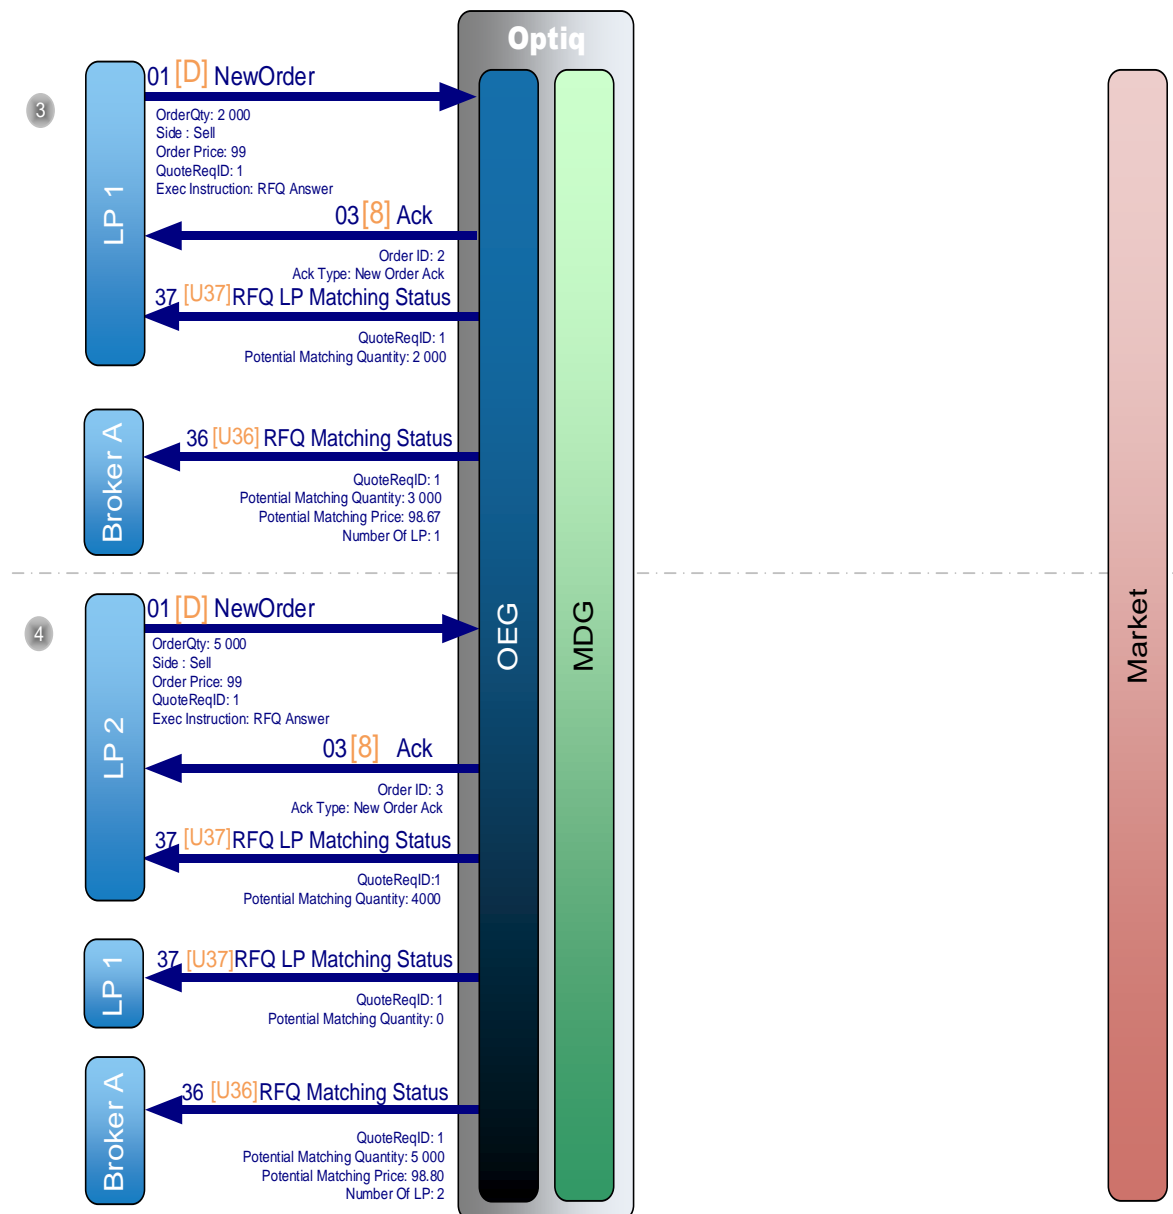 Optiq
3
LP 1
01 [D] NewOrder
OrderQty: 2 000
Side : Sell
Order Price: 99
QuoteReqID: 1
Exec Instruction: RFQ Answer
03 [8] Ack
Order ID: 2
Ack Type: New Order Ack
37 [U37] RFQ LP Matching Status
QuoteReqID: 1
Potential Matching Quantity: 2 000
Broker A
36 [U36] RFQ Matching Status
QuoteReqID: 1
Potential Matching Quantity: 3 000
Potential Matching Price: 98.67
Number Of LP: 1
OEG
MDG
Market
4
LP 2
01 [D] NewOrder
OrderQty: 5 000
Side : Sell
Order Price: 99
QuoteReqID: 1
Exec Instruction: RFQ Answer
03 [8] Ack
Order ID: 3
Ack Type: New Order Ack
37 [U37] RFQ LP Matching Status
QuoteReqID:1
Potential Matching Quantity: 4000
LP 1
37 [U37] RFQ LP Matching Status
QuoteReqID: 1
Potential Matching Quantity: 0
Broker A
36 [U36] RFQ Matching Status
QuoteReqID: 1
Potential Matching Quantity: 5 000
Potential Matching Price: 98.80
Number Of LP: 2